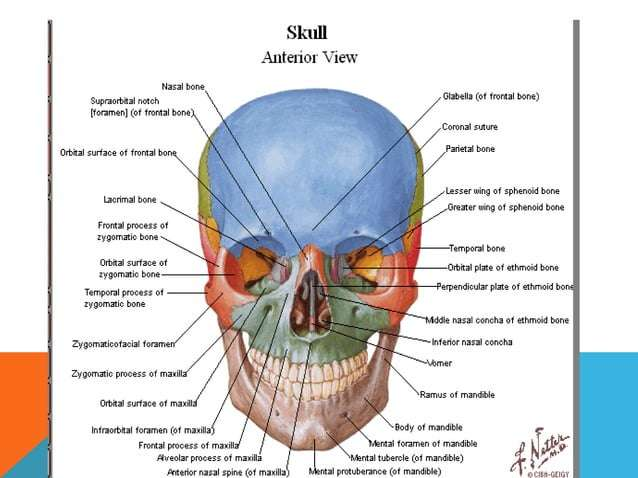 Skull
Anterior View
Nasal bone
Supraorbital notch
[foramen] (of frontal bone)
Orbital surface of frontal bone
Lacrimal bone
Frontal process of
zygomatic bone
Orbital surface of
zygomatic bone
Temporal process of
zygomatic bone
Zygomaticofacial foramen
Zygomatic process of maxilla
Orbital surface of maxilla
Infraorbital foramen (of maxilla)
Frontal process of maxilla
Alveolar process of maxilla
Anterior nasal spine (of maxilla)
Glabella (of frontal bone)
Coronal suture
Parietal bone
Lesser wing of sphenoid bone
Greater wing of sphenoid bone
Temporal bone
Orbital plate of ethmoid bone
Perpendicular plate of ethmoid bone
Middle nasal concha of ethmoid bone
Inferior nasal concha
Vomer
Ramus of mandible
Body of mandible
Mental foramen of mandible
Mental tubercle (of mandible)
Mental protuberance (of mandible)
F. Netter
M.D.
© CIBA-GEIGY